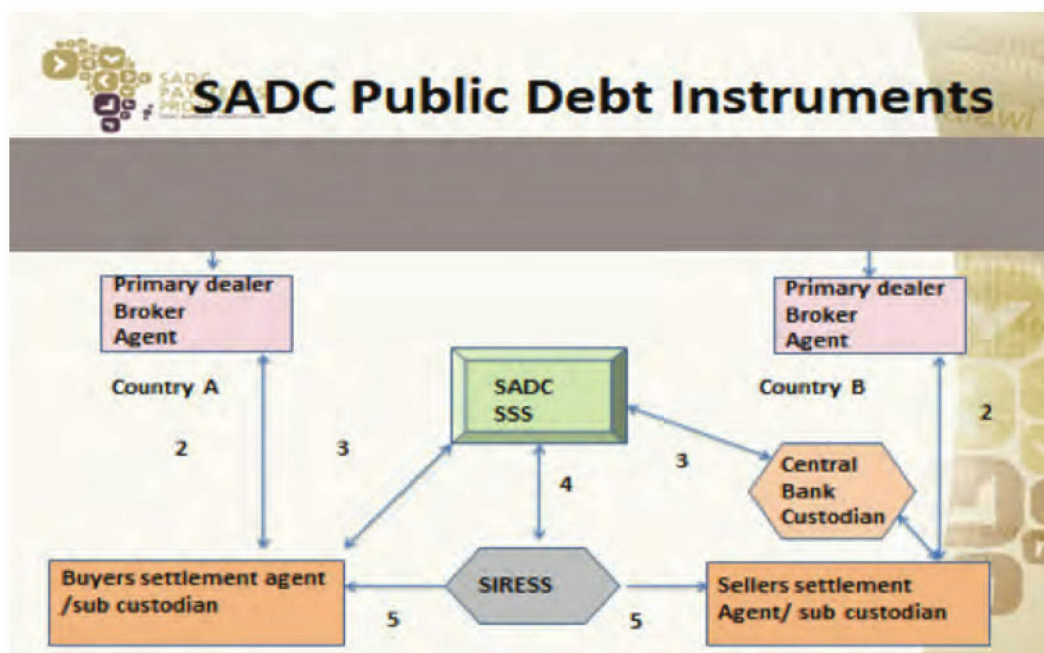 SADC
SADC Public Debt Instruments
Primary dealer
Broker
Agent
Primary dealer
Broker
Agent
Country A
SADC
SSS
Country B
2
3
4
3
2
Central
Bank
Custodian
Buyers settlement agent
/sub custodian
SIRESS
Sellers settlement
Agent/ sub custodian
5
5